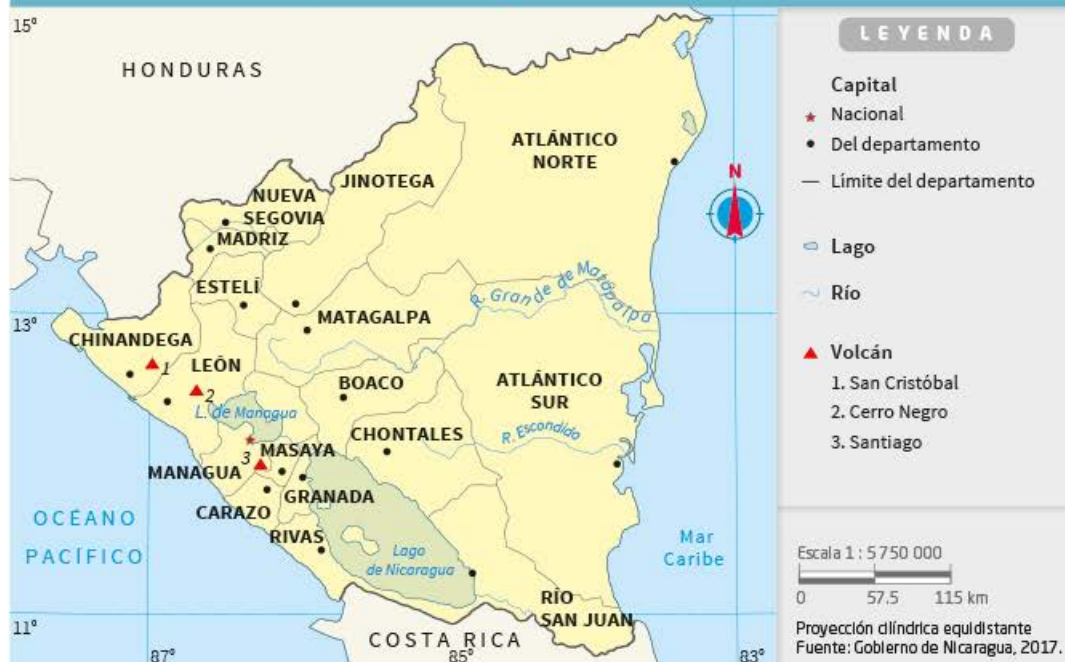 15°
HONDURAS
ATLÁNTICO
NORTE
JINOTEGA
NUEVA
SEGOVIA
MADRIZ
ESTELÍ
R. Grande de Matagalpa
13°
MATAGALPA
CHINANDEGA
1
LEÓN
2
BOACO
ATLÁNTICO
SUR
L. de Managua
CHONTALES
R. Escondido
MASAYA
3
MANAGUA
GRANADA
CARAZO
OCÉANO
PACÍFICO
RIVAS
Lago
de Nicaragua
Mar
Caribe
RÍO
SAN JUAN
11°
COSTA RICA
87°
85°
83°
N
LEYENDA
Capital
Nacional
Del departamento
Límite del departamento
Lago
Río
Volcán
1. San Cristóbal
2. Cerro Negro
3. Santiago
Escala 1 : 5 750 000
0 57.5 115 km
Proyección cilíndrica equidistante
Fuente: Gobierno de Nicaragua, 2017.